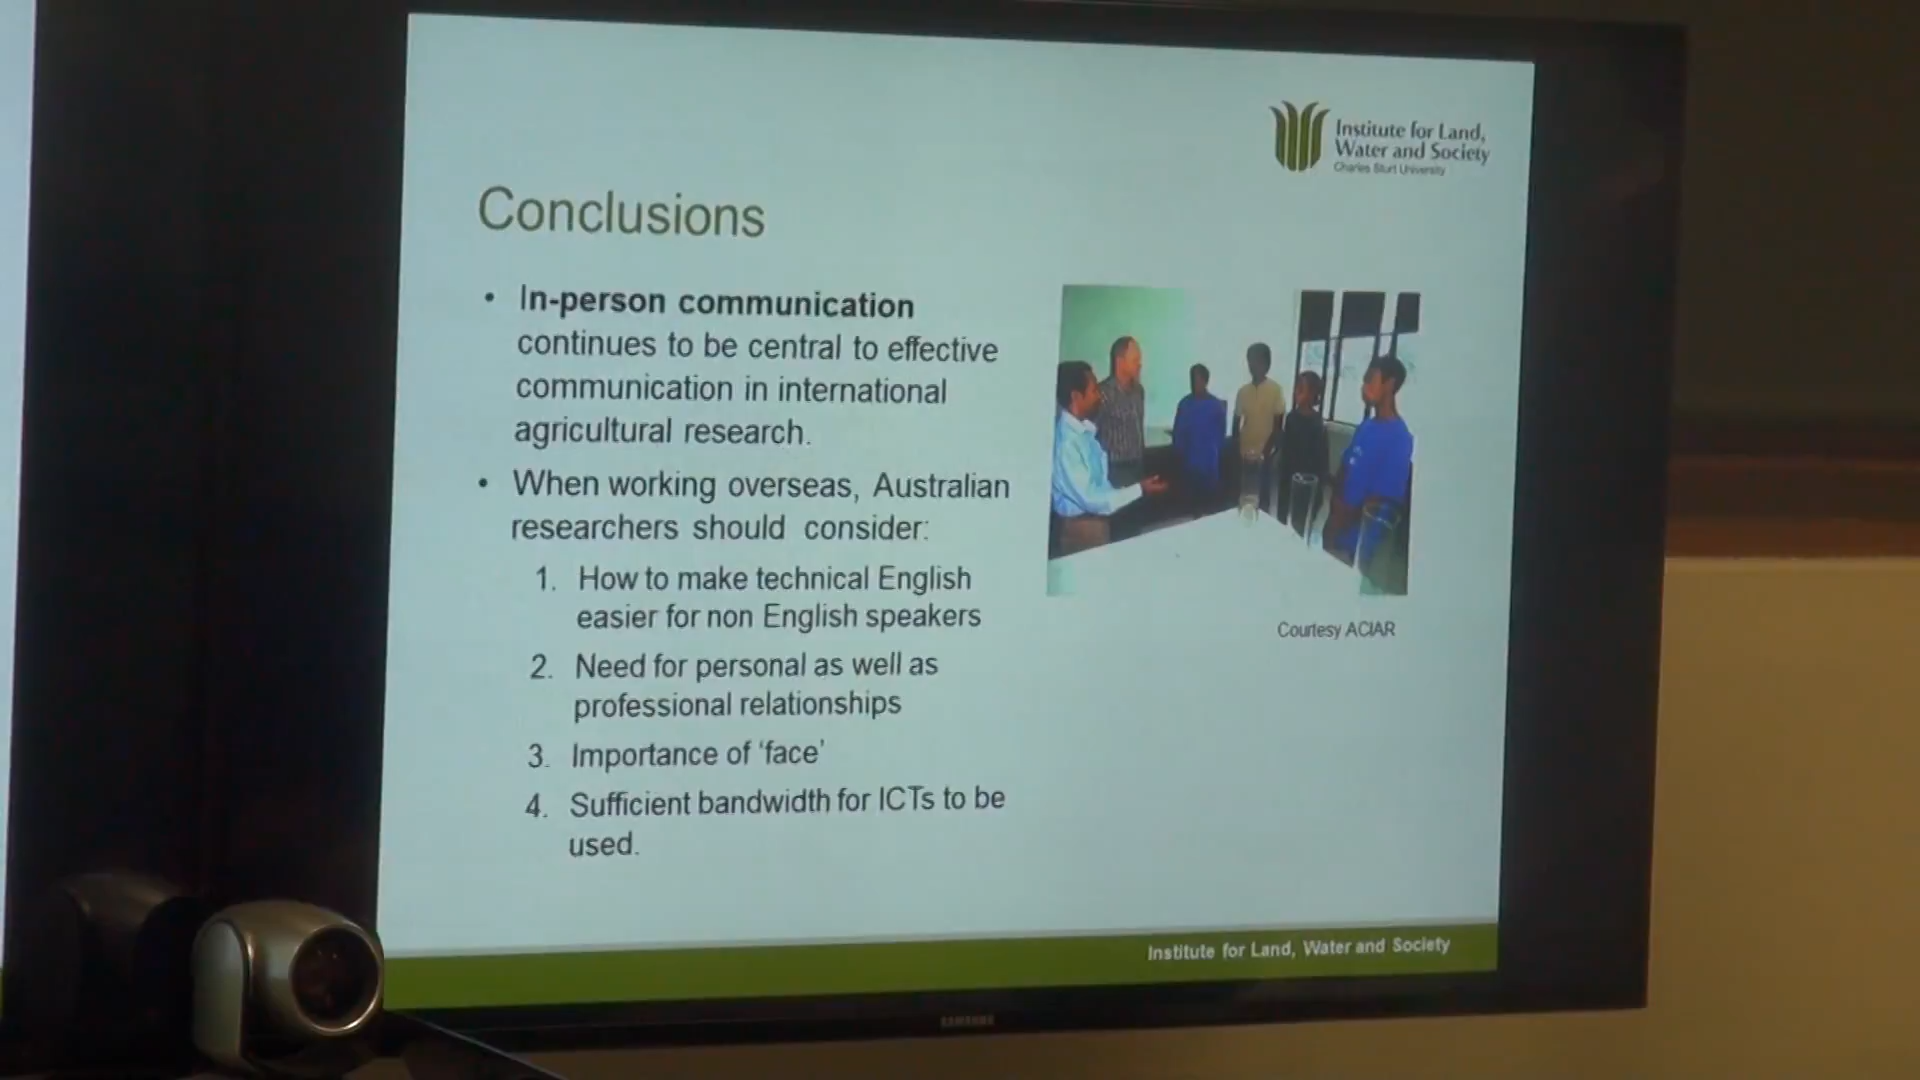 Institute for Land,
Water and Society
Charles Sturt University
Conclusions
• In-person communication
continues to be central to effective
communication in international
agricultural research.
• When working overseas, Australian
researchers should consider:
1. How to make technical English
easier for non English speakers
2. Need for personal as well as
professional relationships
3. Importance of ‘face’
4. Sufficient bandwidth for ICTs to be
used.
Courtesy ACIAR
Institute for Land, Water and Society
SAMSUNG